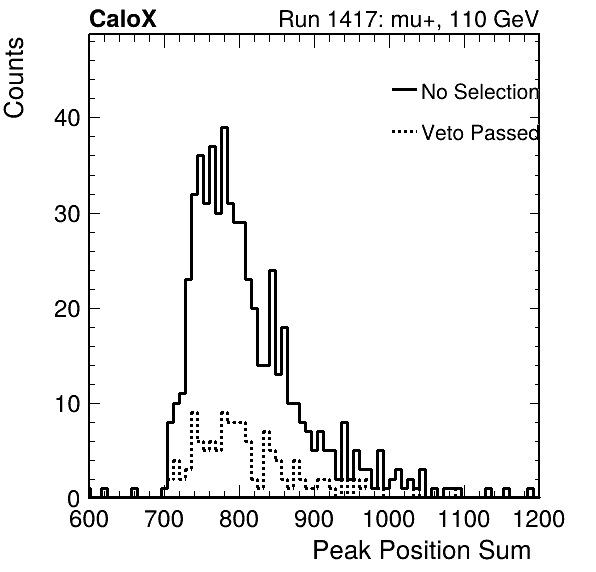 CaloX Run 1417: mu+, 110 GeV
Counts
No Selection
Veto Passed
40
30
20
10
0
600 700 800 900 1000 1100 1200
Peak Position Sum